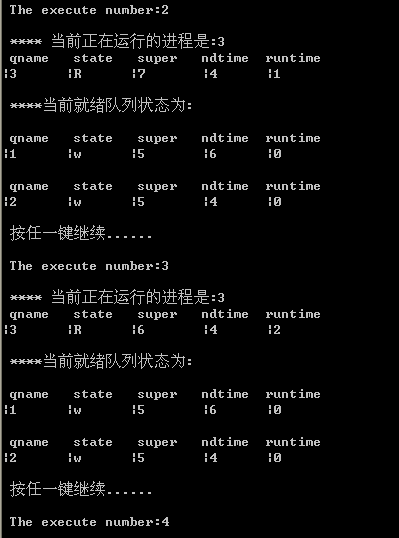 The execute number:2
**** 当前正在运行的进程是:3
qname state super ndtime runtime
|3 |R |7 |4 |1
****当前就绪队列状态为:
qname state super ndtime runtime
|1 |w |5 |6 |0
qname state super ndtime runtime
|2 |w |5 |4 |0
按任一键继续......
The execute number:3
**** 当前正在运行的进程是:3
qname state super ndtime runtime
|3 |R |6 |4 |2
****当前就绪队列状态为:
qname state super ndtime runtime
|1 |w |5 |6 |0
qname state super ndtime runtime
|2 |w |5 |4 |0
按任一键继续......
The execute number:4